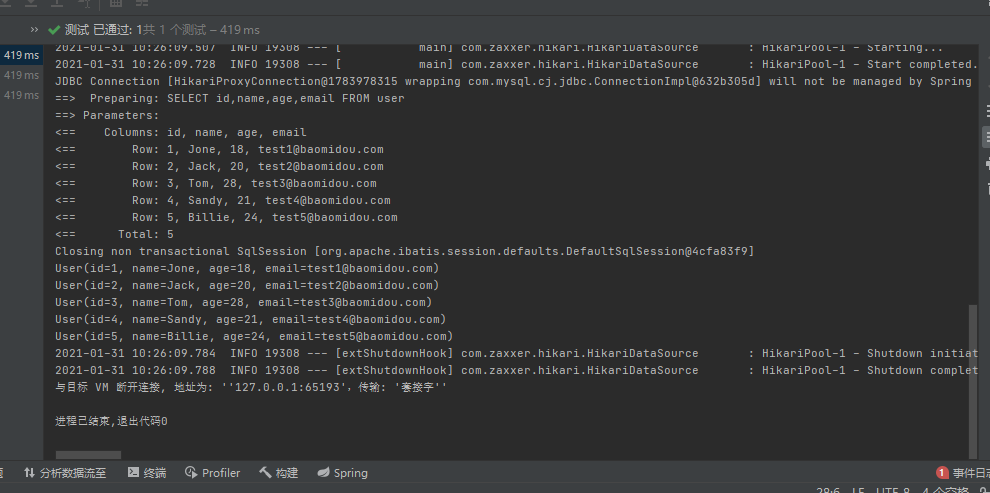 » 测试 已通过: 1共 1 个测试 – 419 ms
419 ms
419 ms
419 ms
2021-01-31 10:26:09.507  INFO 19308 --- [           main] com.zaxxer.hikari.HikariDataSource       : HikariPool-1 - Starting...
2021-01-31 10:26:09.728  INFO 19308 --- [           main] com.zaxxer.hikari.HikariDataSource       : HikariPool-1 - Start completed.
JDBC Connection [HikariProxyConnection@1783978315 wrapping com.mysql.cj.jdbc.ConnectionImpl@632b305d] will not be managed by Spring
==>  Preparing: SELECT id,name,age,email FROM user
==> Parameters:
<==    Columns: id, name, age, email
<==        Row: 1, Jone, 18, test1@baomidou.com
<==        Row: 2, Jack, 20, test2@baomidou.com
<==        Row: 3, Tom, 28, test3@baomidou.com
<==        Row: 4, Sandy, 21, test4@baomidou.com
<==        Row: 5, Billie, 24, test5@baomidou.com
<==      Total: 5
Closing non transactional SqlSession [org.apache.ibatis.session.defaults.DefaultSqlSession@4cfa83f9]
User(id=1, name=Jone, age=18, email=test1@baomidou.com)
User(id=2, name=Jack, age=20, email=test2@baomidou.com)
User(id=3, name=Tom, age=28, email=test3@baomidou.com)
User(id=4, name=Sandy, age=21, email=test4@baomidou.com)
User(id=5, name=Billie, age=24, email=test5@baomidou.com)
2021-01-31 10:26:09.784  INFO 19308 --- [extShutdownHook] com.zaxxer.hikari.HikariDataSource       : HikariPool-1 - Shutdown initiat
2021-01-31 10:26:09.788  INFO 19308 --- [extShutdownHook] com.zaxxer.hikari.HikariDataSource       : HikariPool-1 - Shutdown complet
与目标 VM 断开连接, 地址为: ''127.0.0.1:65193'，传输: '套接字''
进程已结束,退出代码0
分析数据流至 终端 Profiler 构建 Spring 1 事件日志
28:6 LF UTF-8 4 个空格